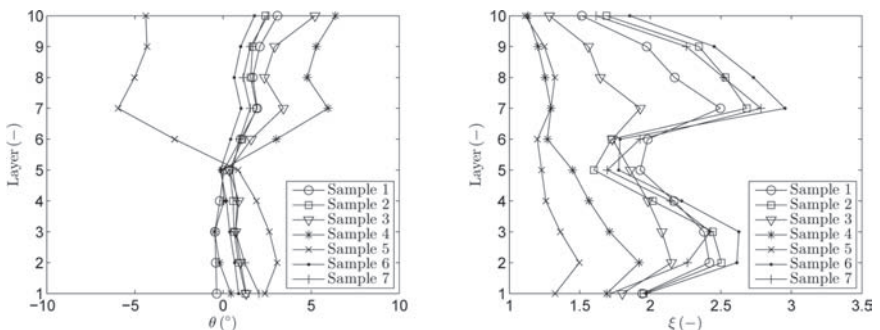 10
9
8
7
6
5
4
3
2
1
Layer (−)
−10
−5
0
5
10
θ (°)
Sample 1
Sample 2
Sample 3
Sample 4
Sample 5
Sample 6
Sample 7
10
9
8
7
6
5
4
3
2
1
Layer (−)
1
1.5
2
2.5
3
3.5
ξ (−)
Sample 1
Sample 2
Sample 3
Sample 4
Sample 5
Sample 6
Sample 7